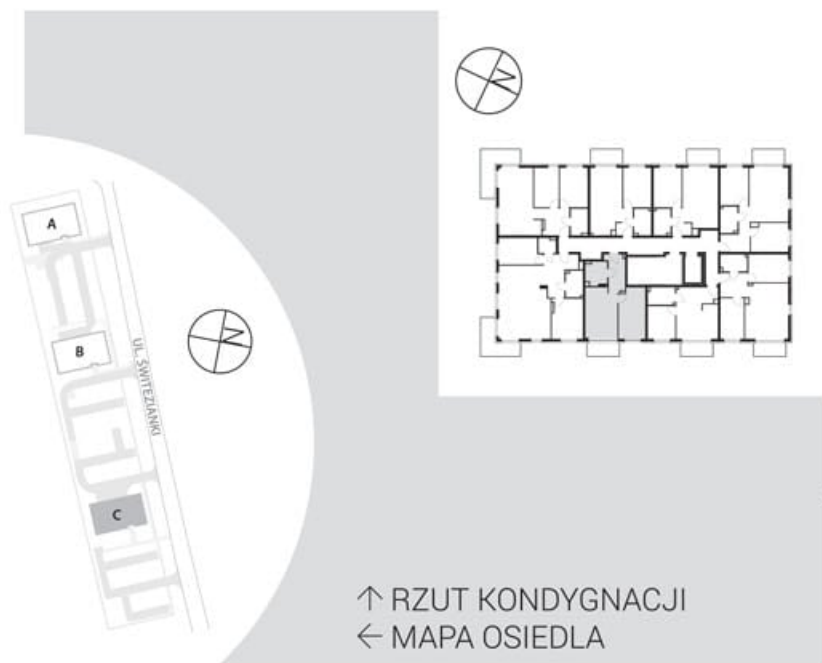 N
A
N
B
UL. ŚWITEZIANKI
C
↑ RZUT KONDYGNACJI
← MAPA OSIEDLA